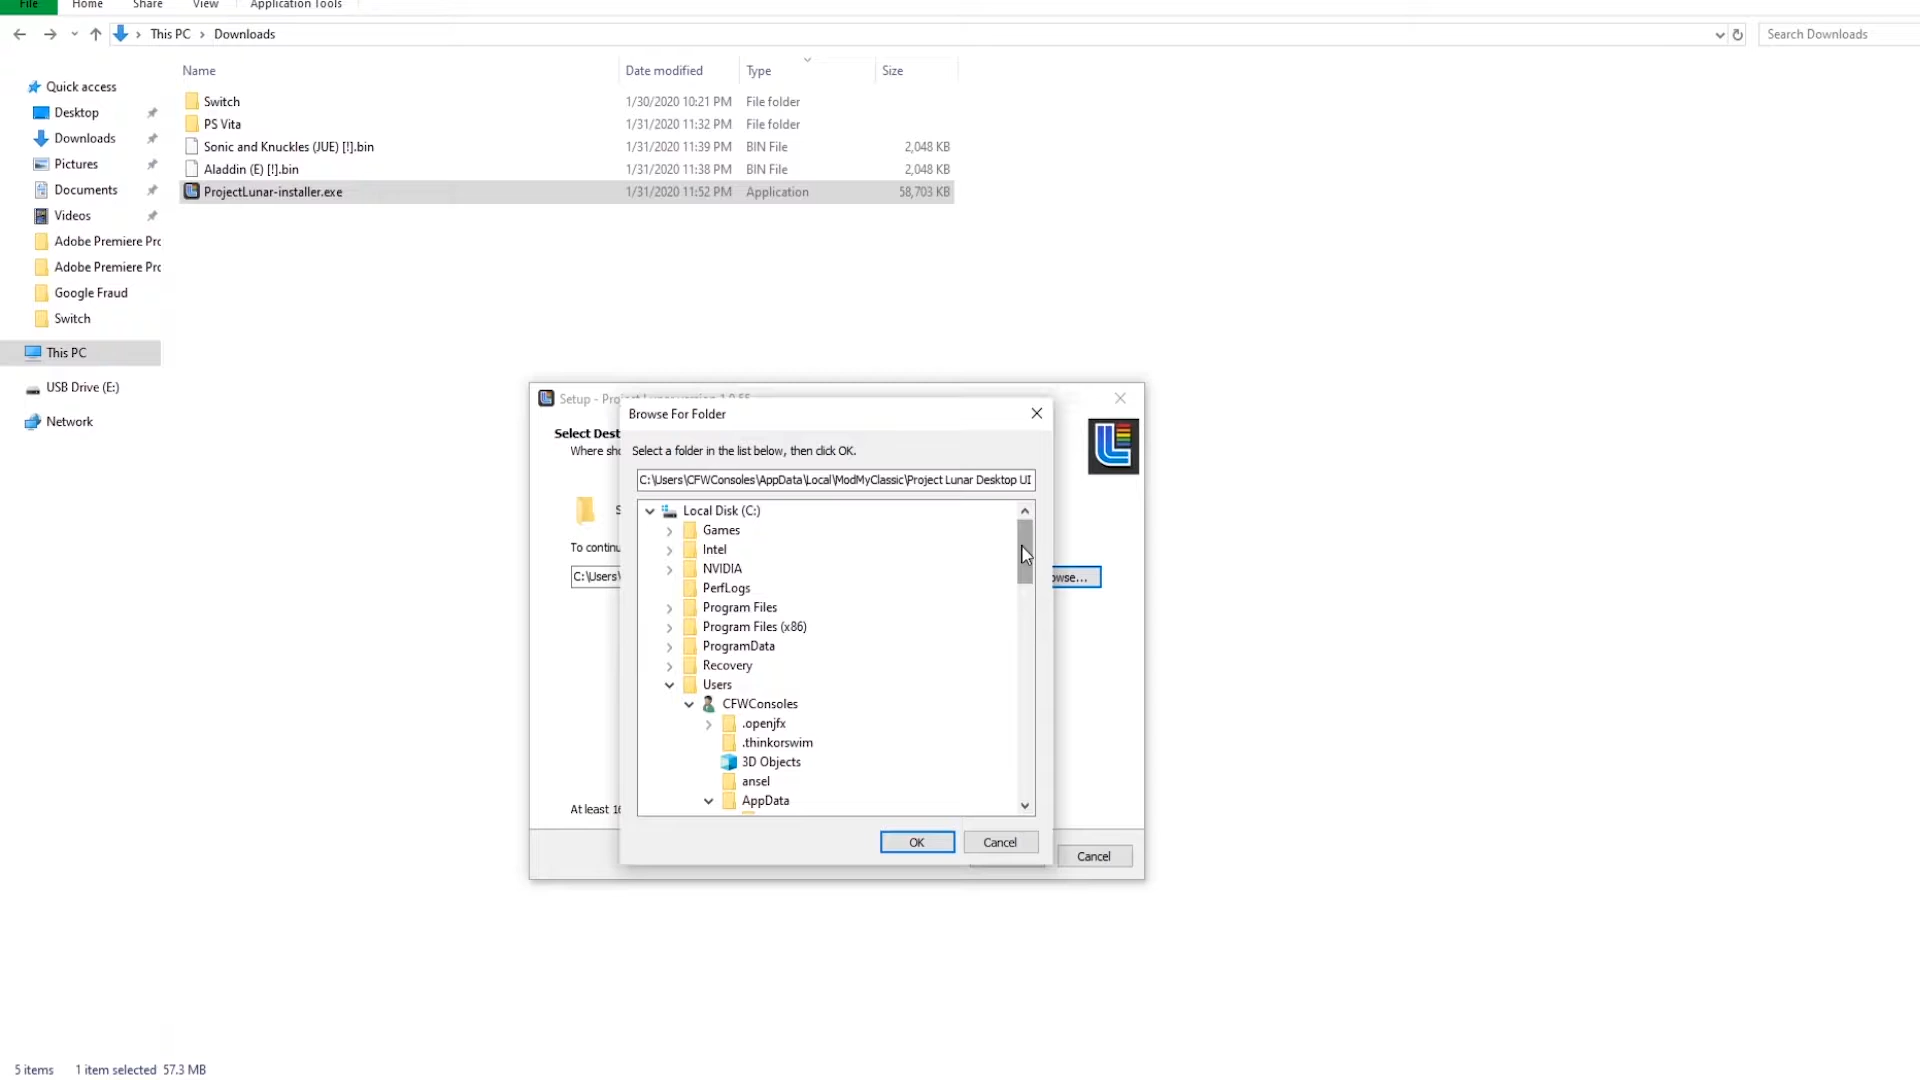 File Home Share View Application Tools
This PC > Downloads
Search Downloads
Name Date modified Type Size
Quick access
Desktop
Downloads
Pictures
Documents
Videos
Adobe Premiere Pro
Adobe Premiere Pro
Google Fraud
Switch
This PC
USB Drive (E:)
Network
Switch 1/30/2020 10:21 PM File folder
PS Vita 1/31/2020 11:32 PM File folder
Sonic and Knuckles (JUE) [!].bin 1/31/2020 11:39 PM BIN File 2,048 KB
Aladdin (E) [!].bin 1/31/2020 11:38 PM BIN File 2,048 KB
ProjectLunar-installer.exe 1/31/2020 11:52 PM Application 58,703 KB
Setup -
Select Dest
Where sh
To continu
C:\Users\
owse...
At least
Cancel
Browse For Folder
Select a folder in the list below, then click OK.
C:\Users\CFWConsoles\AppData\Local\ModMyClassic\Project Lunar Desktop UI
Local Disk (C:)
Games
Intel
NVIDIA
PerfLogs
Program Files
Program Files (x86)
ProgramData
Recovery
Users
CFWConsoles
.openjfx
.thinkorswim
3D Objects
ansel
AppData
OK Cancel
5 items 1 item selected 57.3 MB